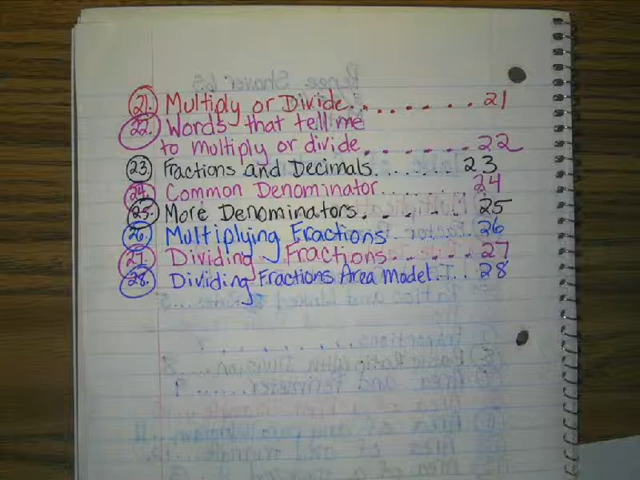 21. Multiply or Divide . . . . . . . . 21
22. Words that tell me
to multiply or divide . . . . . . . 22
23. Fractions and Decimals . . . . . . . 23
24. Common Denominator . . . . . . . 24
25. More Denominators . . . . . . . 25
26. Multiplying Fractions 26
27. Dividing Fractions . . . . . . . 27
28. Dividing Fractions Area Model . . . 28